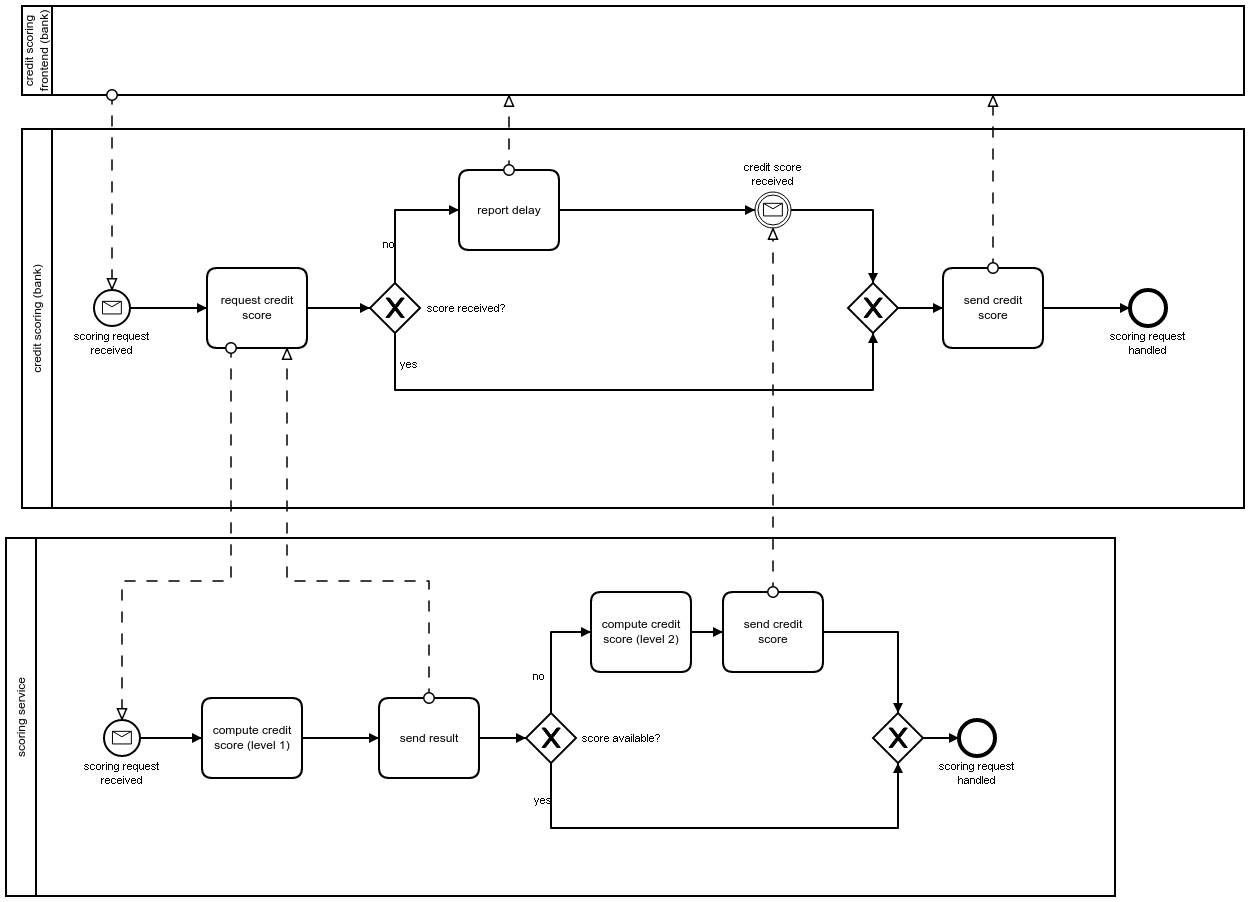 credit scoring
frontend (bank)
credit scoring (bank)
scoring request
received
request credit
score
no
score received?
yes
report delay
credit score
received
send credit
score
scoring request
handled
scoring service
scoring request
received
compute credit
score (level 1)
send result
no
score available?
yes
compute credit
score (level 2)
send credit
score
scoring request
handled